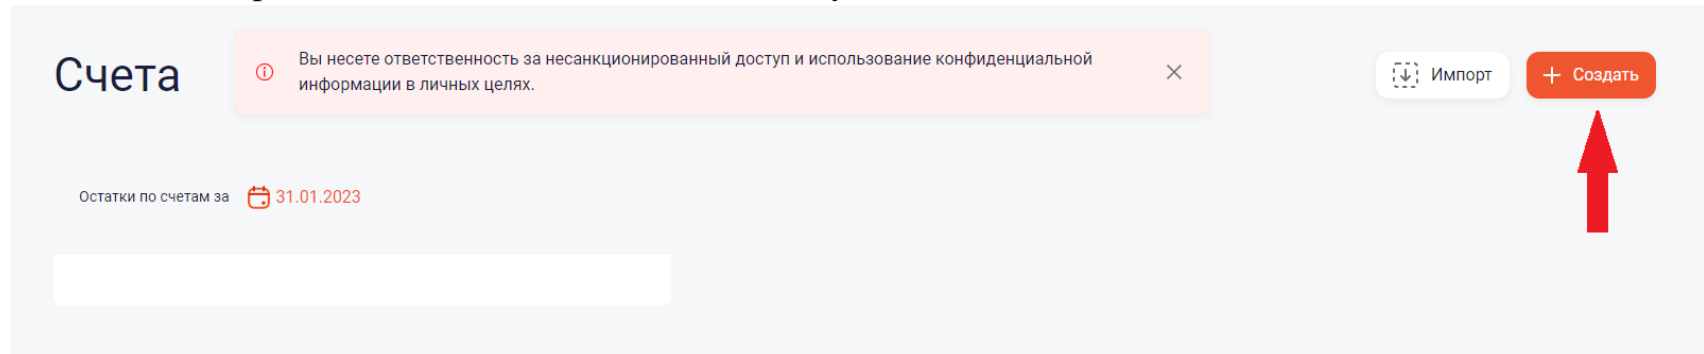 Счета
Вы несете ответственность за несанкционированный доступ и использование конфиденциальной
информации в личных целях.
Импорт
Создать
Остатки по счетам за 31.01.2023